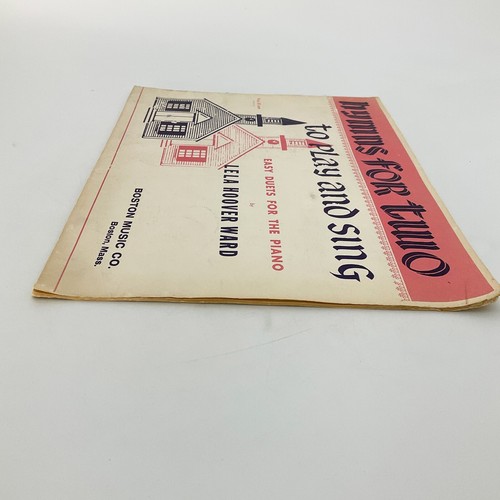 hymns for two
to play and sing
EASY DUETS FOR THE PIANO
by
LELA HOOVER WARD
BOSTON MUSIC CO.
Boston, Mass.